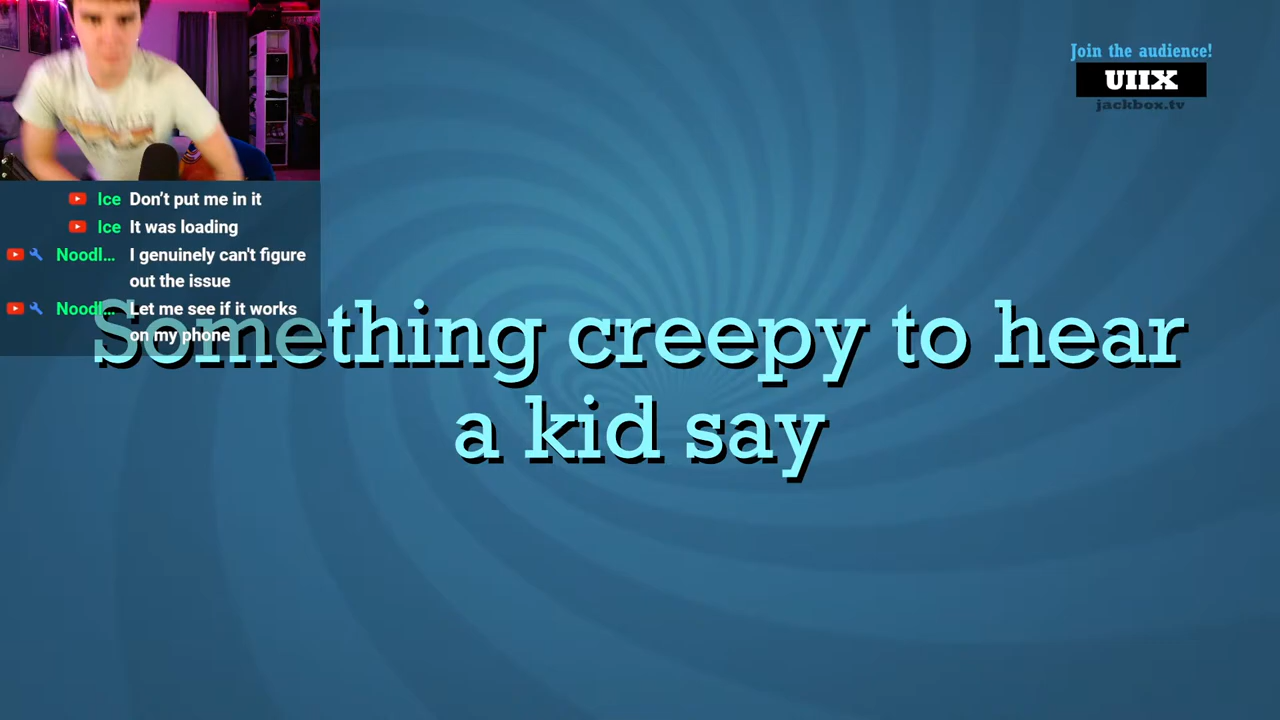 Join the audience!
UIIX
jackbox.tv
Ice Don’t put me in it
Ice It was loading
Noodl... I genuinely can't figure
out the issue
Noodl... Let me see if it works
on my phone
Something creepy to hear
a kid say